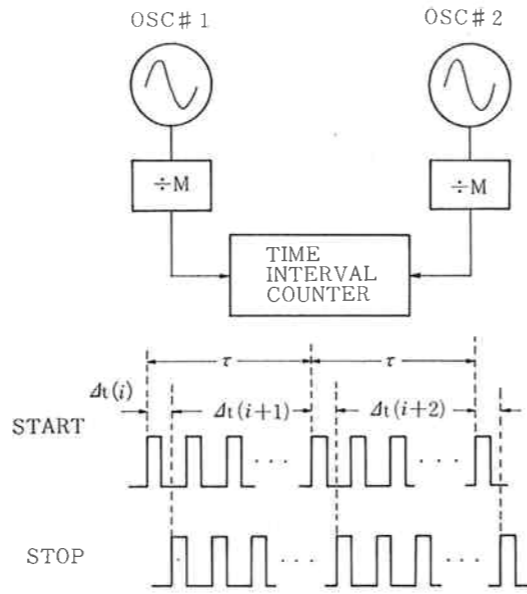 OSC#1 OSC#2
÷M ÷M
TIME
INTERVAL
COUNTER
τ τ
Δt(i) Δt(i+1) Δt(i+2)
START
STOP